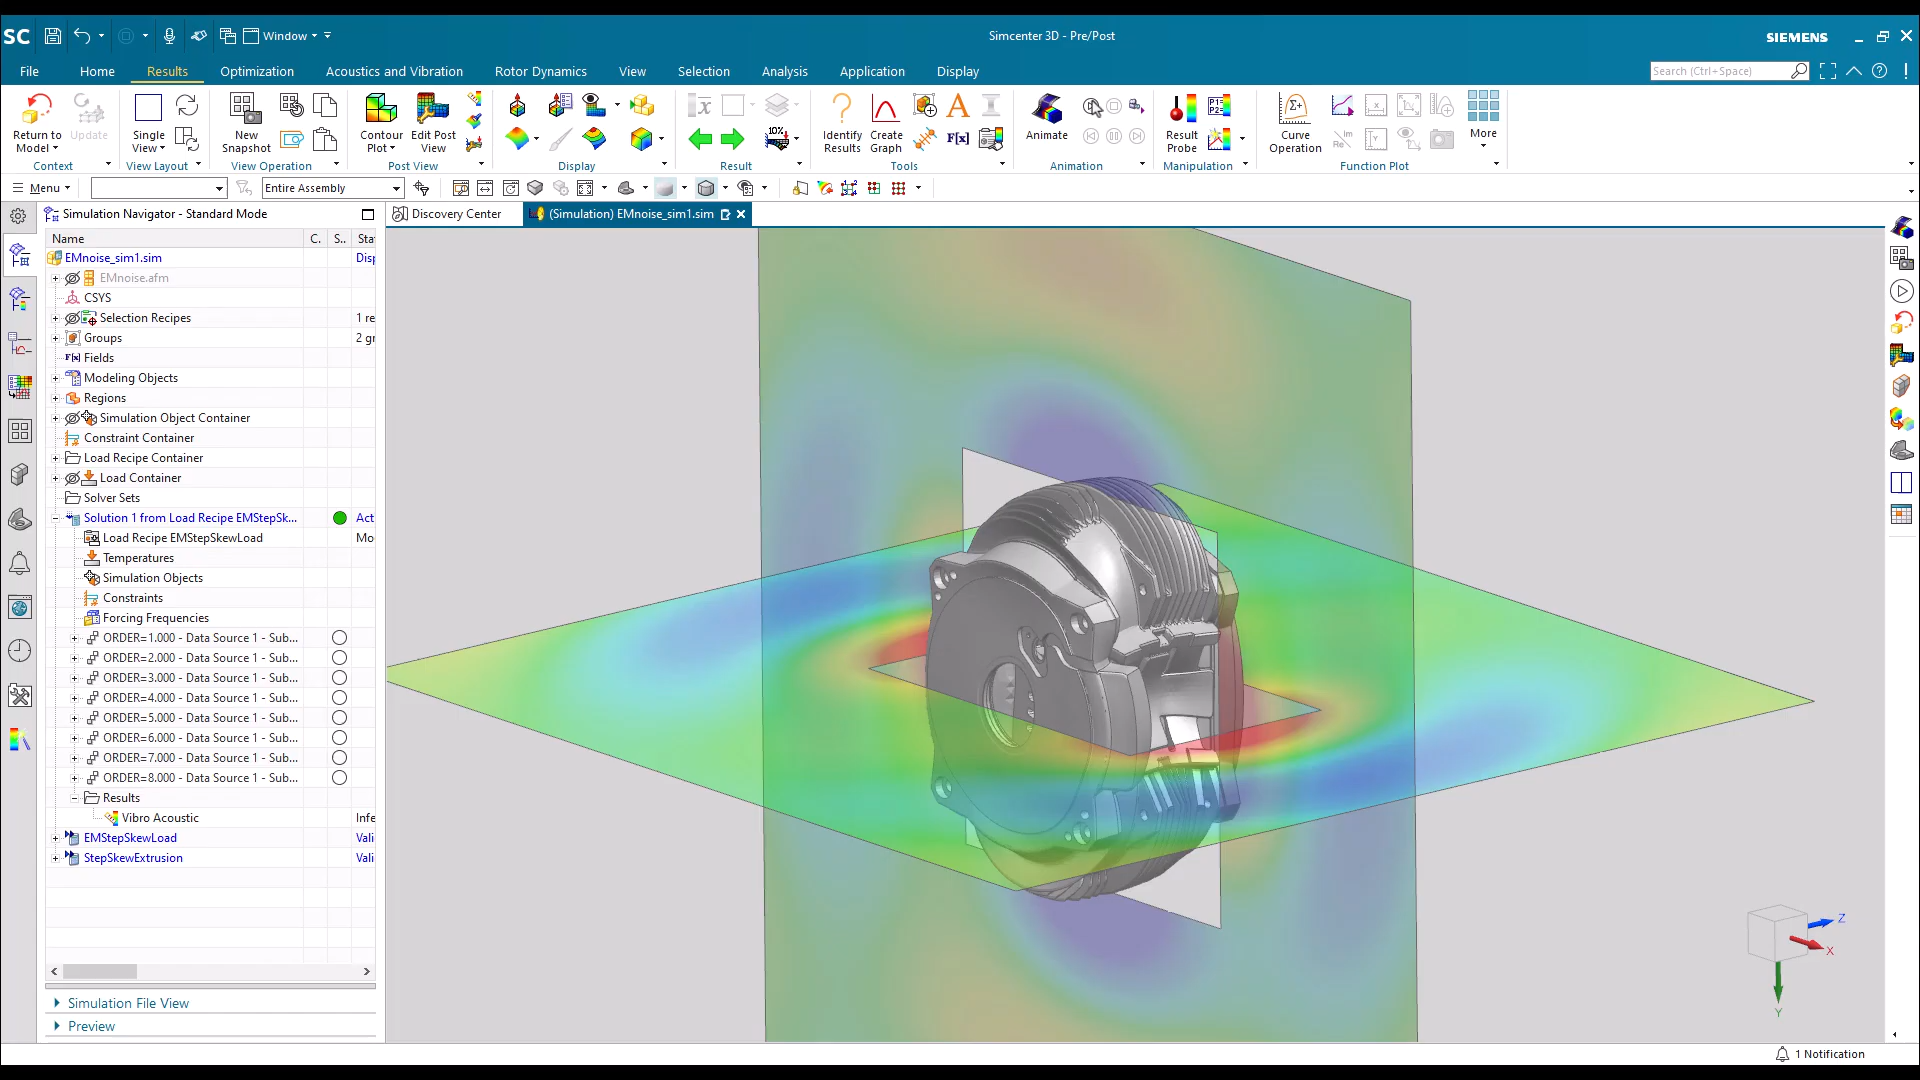 SC Window Simcenter 3D - Pre/Post SIEMENS
File Home Results Optimization Acoustics and Vibration Rotor Dynamics View Selection Analysis Application Display Search (Ctrl+Space)
Return to Model Update Single View New Snapshot Contour Plot Edit Post View 10% Identify Results Create Graph F(x) Animate Result Probe Curve Operation More
Context View Layout View Operation Post View Display Result Tools Animation Manipulation Function Plot
Menu Entire Assembly
Simulation Navigator - Standard Mode
Discovery Center
(Simulation) EMnoise_sim1.sim
Name C. S.. Sta
EMnoise_sim1.sim Disp
EMnoise.afm
CSYS
Selection Recipes 1 re
Groups 2 gr
Fields
Modeling Objects
Regions
Simulation Object Container
Constraint Container
Load Recipe Container
Load Container
Solver Sets
Solution 1 from Load Recipe EMStepSk... Act
Load Recipe EMStepSkewLoad Mo
Temperatures
Simulation Objects
Constraints
Forcing Frequencies
ORDER=1.000 - Data Source 1 - Sub...
ORDER=2.000 - Data Source 1 - Sub...
ORDER=3.000 - Data Source 1 - Sub...
ORDER=4.000 - Data Source 1 - Sub...
ORDER=5.000 - Data Source 1 - Sub...
ORDER=6.000 - Data Source 1 - Sub...
ORDER=7.000 - Data Source 1 - Sub...
ORDER=8.000 - Data Source 1 - Sub...
Results
Vibro Acoustic Infe
EMStepSkewLoad Vali
StepSkewExtrusion Vali
Simulation File View
Preview
Z
X
Y
1 Notification